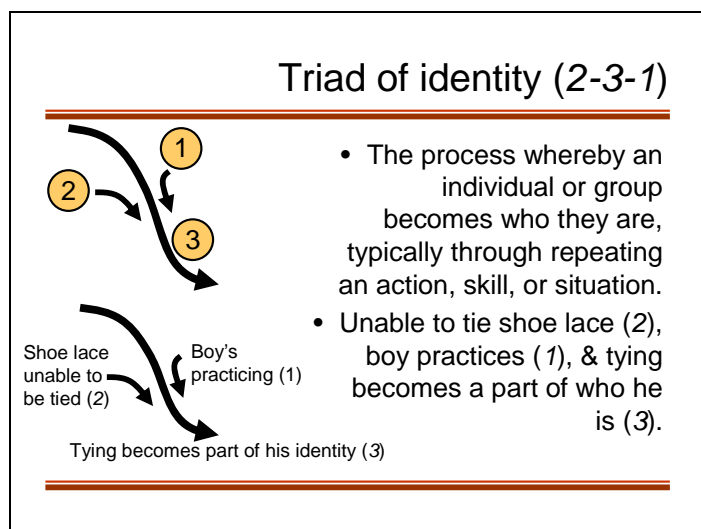 Triad of identity (2-3-1)
1
2
3
• The process whereby an
individual or group
becomes who they are,
typically through repeating
an action, skill, or situation.
• Unable to tie shoe lace (2),
boy practices (1), & tying
becomes a part of who he
is (3).
Shoe lace
unable to
be tied (2)
Boy's
practicing (1)
Tying becomes part of his identity (3)